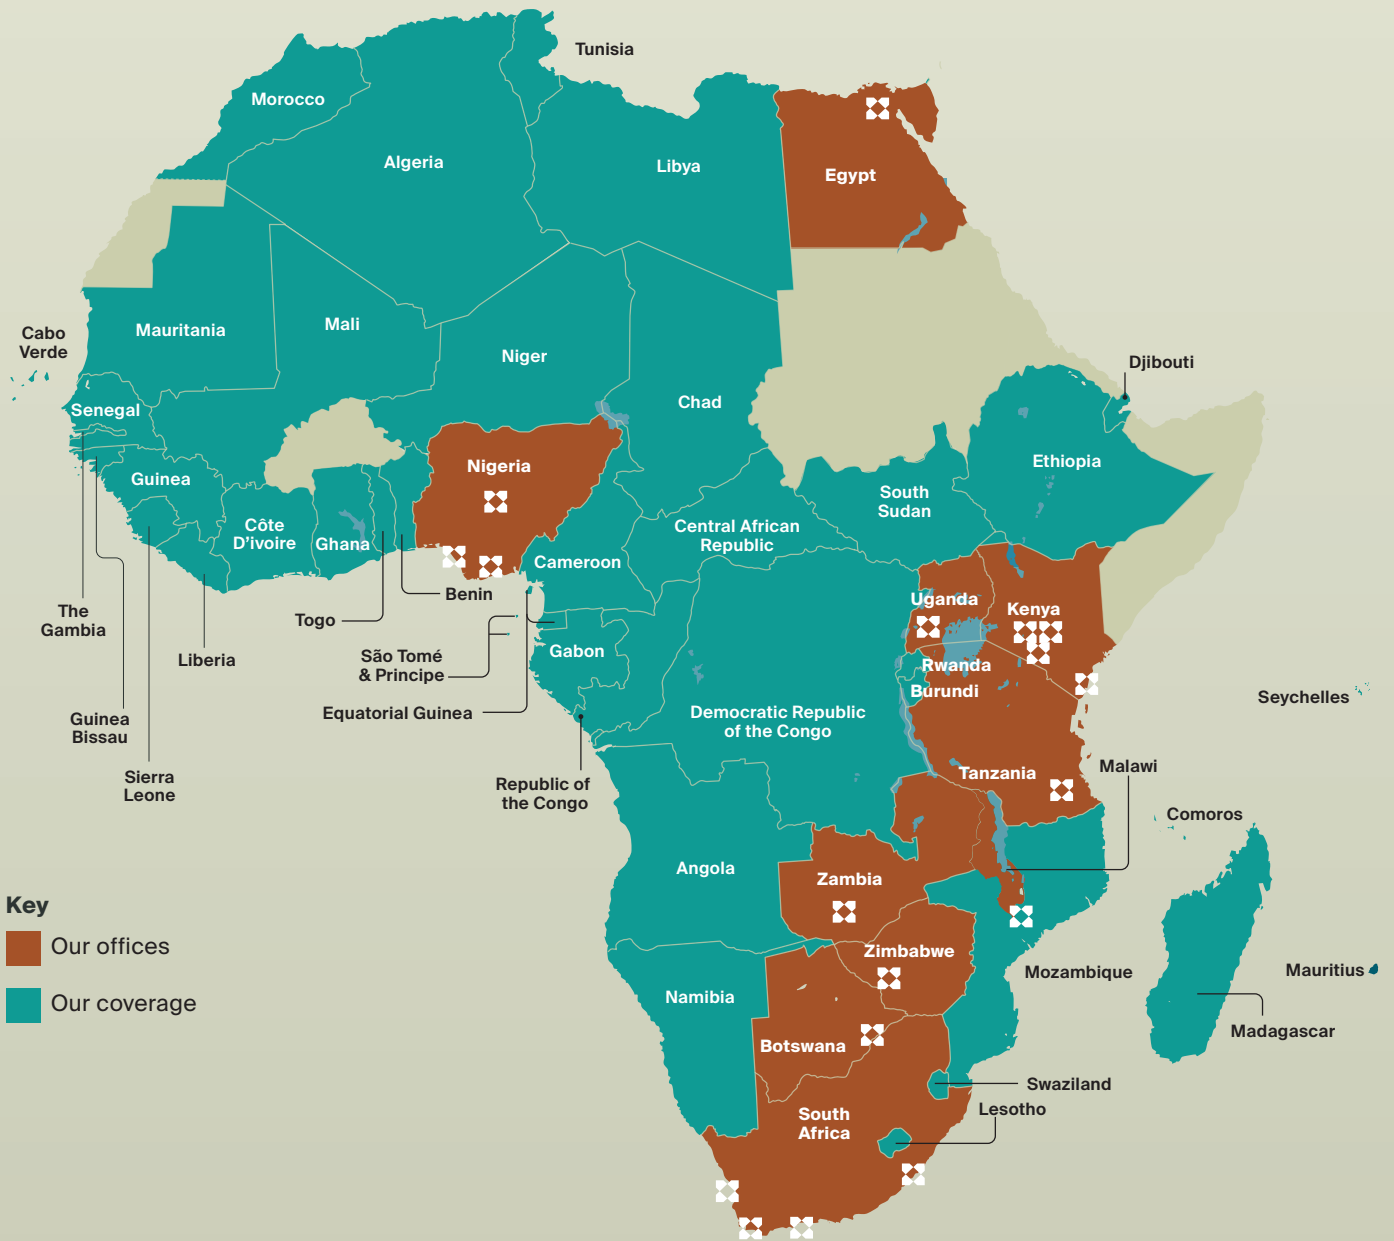 Tunisia
Morocco
Algeria
Libya
Egypt
Cabo
Verde
Mauritania
Mali
Niger
Chad
Djibouti
Senegal
Nigeria
Ethiopia
Guinea
South
Sudan
Côte
D'ivoire
Ghana
Central African
Republic
Cameroon
Benin
Togo
The
Gambia
Liberia
São Tomé
& Principe
Gabon
Uganda
Kenya
Rwanda
Burundi
Seychelles
Equatorial Guinea
Guinea
Bissau
Democratic Republic
of the Congo
Sierra
Leone
Republic of
the Congo
Tanzania
Malawi
Comoros
Angola
Zambia
Key
Our offices
Our coverage
Zimbabwe
Mozambique
Mauritius
Namibia
Madagascar
Botswana
Swaziland
Lesotho
South
Africa